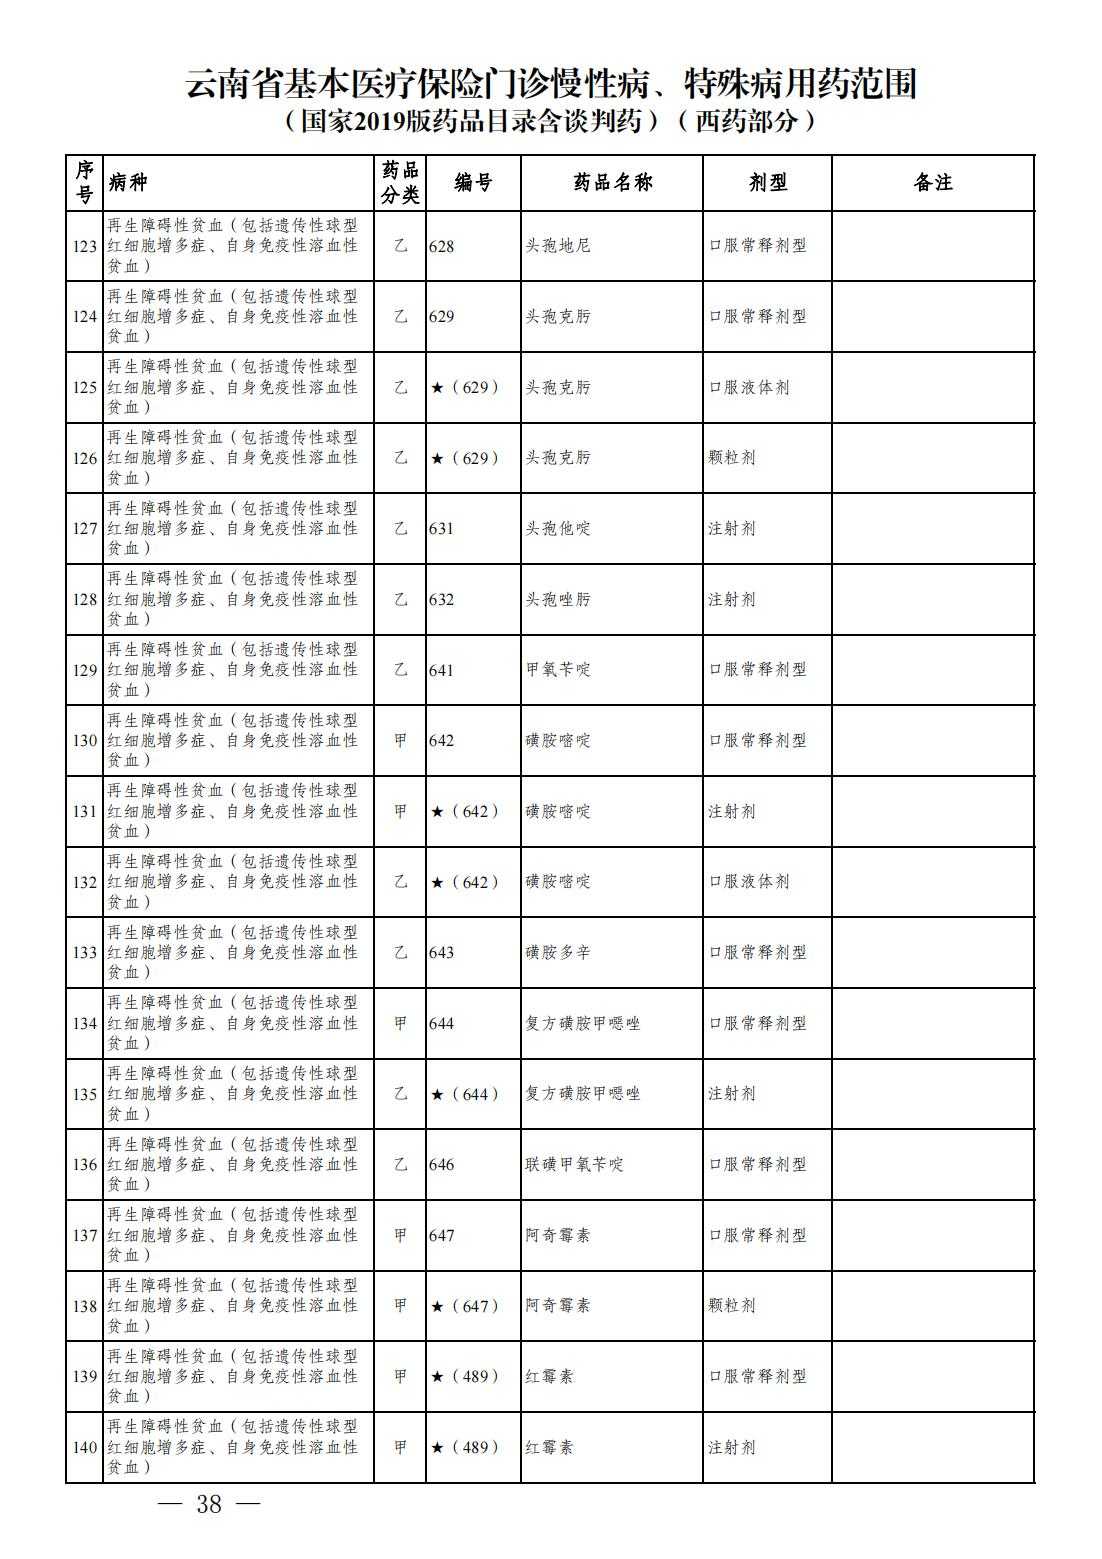 云南省基本医疗保险门诊慢性病、特殊病用药范围
（国家2019版药品目录含谈判药）（西药部分）
序号 病种 药品分类 编号 药品名称 剂型 备注
再生障碍性贫血（包括遗传性球型
123 红细胞增多症、自身免疫性溶血性 乙 628 头孢地尼 口服常释剂型
贫血）
再生障碍性贫血（包括遗传性球型
124 红细胞增多症、自身免疫性溶血性 乙 629 头孢克肟 口服常释剂型
贫血）
再生障碍性贫血（包括遗传性球型
125 红细胞增多症、自身免疫性溶血性 乙 ★（629） 头孢克肟 口服液体剂
贫血）
再生障碍性贫血（包括遗传性球型
126 红细胞增多症、自身免疫性溶血性 乙 ★（629） 头孢克肟 颗粒剂
贫血）
再生障碍性贫血（包括遗传性球型
127 红细胞增多症、自身免疫性溶血性 乙 631 头孢他啶 注射剂
贫血）
再生障碍性贫血（包括遗传性球型
128 红细胞增多症、自身免疫性溶血性 乙 632 头孢唑肟 注射剂
贫血）
再生障碍性贫血（包括遗传性球型
129 红细胞增多症、自身免疫性溶血性 乙 641 甲氧苄啶 口服常释剂型
贫血）
再生障碍性贫血（包括遗传性球型
130 红细胞增多症、自身免疫性溶血性 甲 642 磺胺嘧啶 口服常释剂型
贫血）
再生障碍性贫血（包括遗传性球型
131 红细胞增多症、自身免疫性溶血性 甲 ★（642） 磺胺嘧啶 注射剂
贫血）
再生障碍性贫血（包括遗传性球型
132 红细胞增多症、自身免疫性溶血性 乙 ★（642） 磺胺嘧啶 口服液体剂
贫血）
再生障碍性贫血（包括遗传性球型
133 红细胞增多症、自身免疫性溶血性 乙 643 磺胺多辛 口服常释剂型
贫血）
再生障碍性贫血（包括遗传性球型
134 红细胞增多症、自身免疫性溶血性 甲 644 复方磺胺甲噁唑 口服常释剂型
贫血）
再生障碍性贫血（包括遗传性球型
135 红细胞增多症、自身免疫性溶血性 乙 ★（644） 复方磺胺甲噁唑 注射剂
贫血）
再生障碍性贫血（包括遗传性球型
136 红细胞增多症、自身免疫性溶血性 乙 646 联磺甲氧苄啶 口服常释剂型
贫血）
再生障碍性贫血（包括遗传性球型
137 红细胞增多症、自身免疫性溶血性 甲 647 阿奇霉素 口服常释剂型
贫血）
再生障碍性贫血（包括遗传性球型
138 红细胞增多症、自身免疫性溶血性 甲 ★（647） 阿奇霉素 颗粒剂
贫血）
再生障碍性贫血（包括遗传性球型
139 红细胞增多症、自身免疫性溶血性 甲 ★（489） 红霉素 口服常释剂型
贫血）
再生障碍性贫血（包括遗传性球型
140 红细胞增多症、自身免疫性溶血性 甲 ★（489） 红霉素 注射剂
贫血）
— 38 —